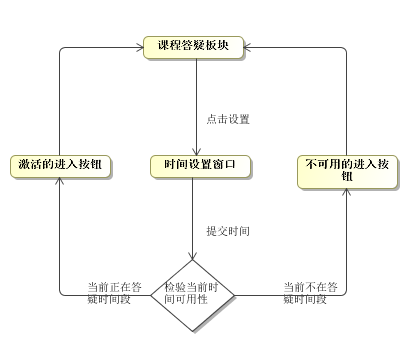 课程答疑板块
点击设置
激活的进入按钮
时间设置窗口
不可用的进入按
钮
提交时间
当前正在答
疑时间段
检验当前时
间可用性
当前不在答
疑时间段